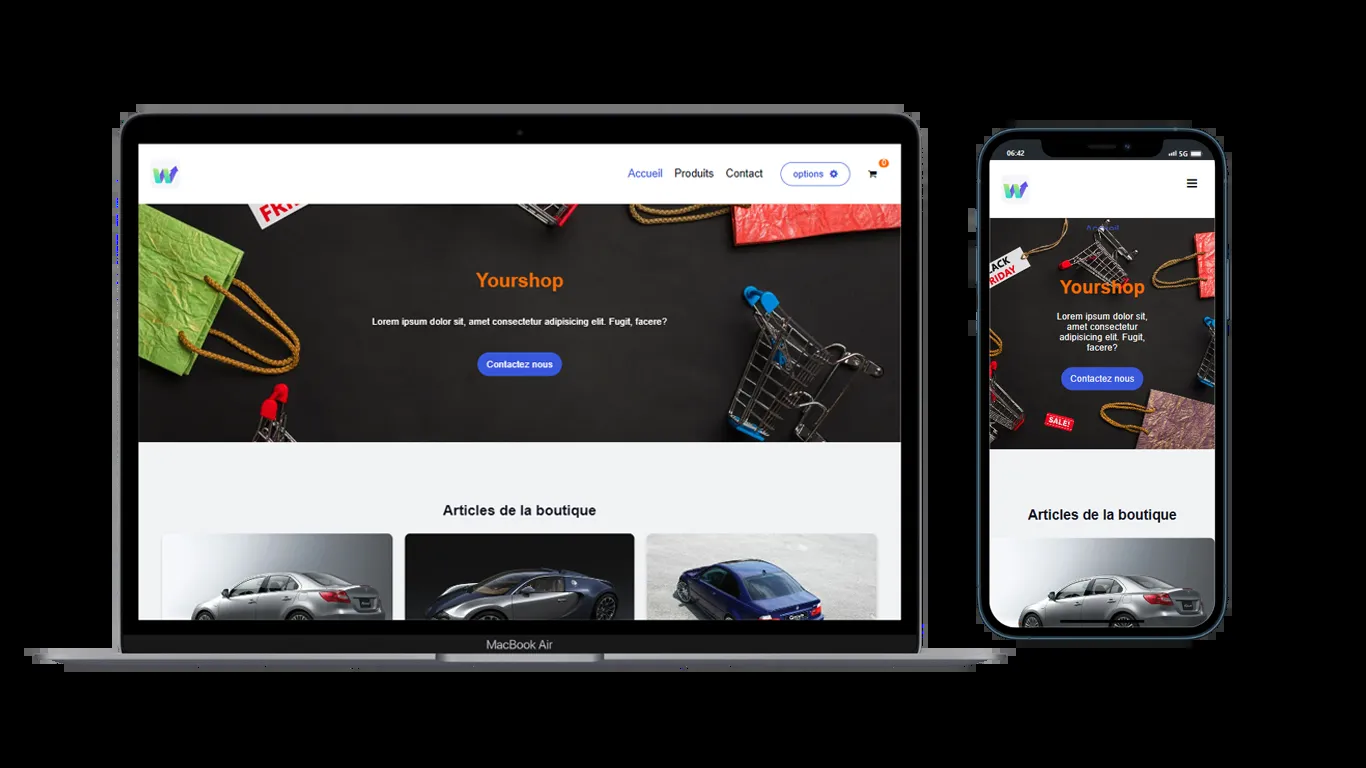 Accueil Produits Contact options 0
FRI
Yourshop
Lorem ipsum dolor sit, amet consectetur adipisicing elit. Fugit, facere?
Contactez nous
Articles de la boutique
MacBook Air
06:42 5G
Accueil
LACK
RIDAY
Yourshop
Lorem ipsum dolor sit,
amet consectetur
adipisicing elit. Fugit,
facere?
Contactez nous
SALE!
Articles de la boutique